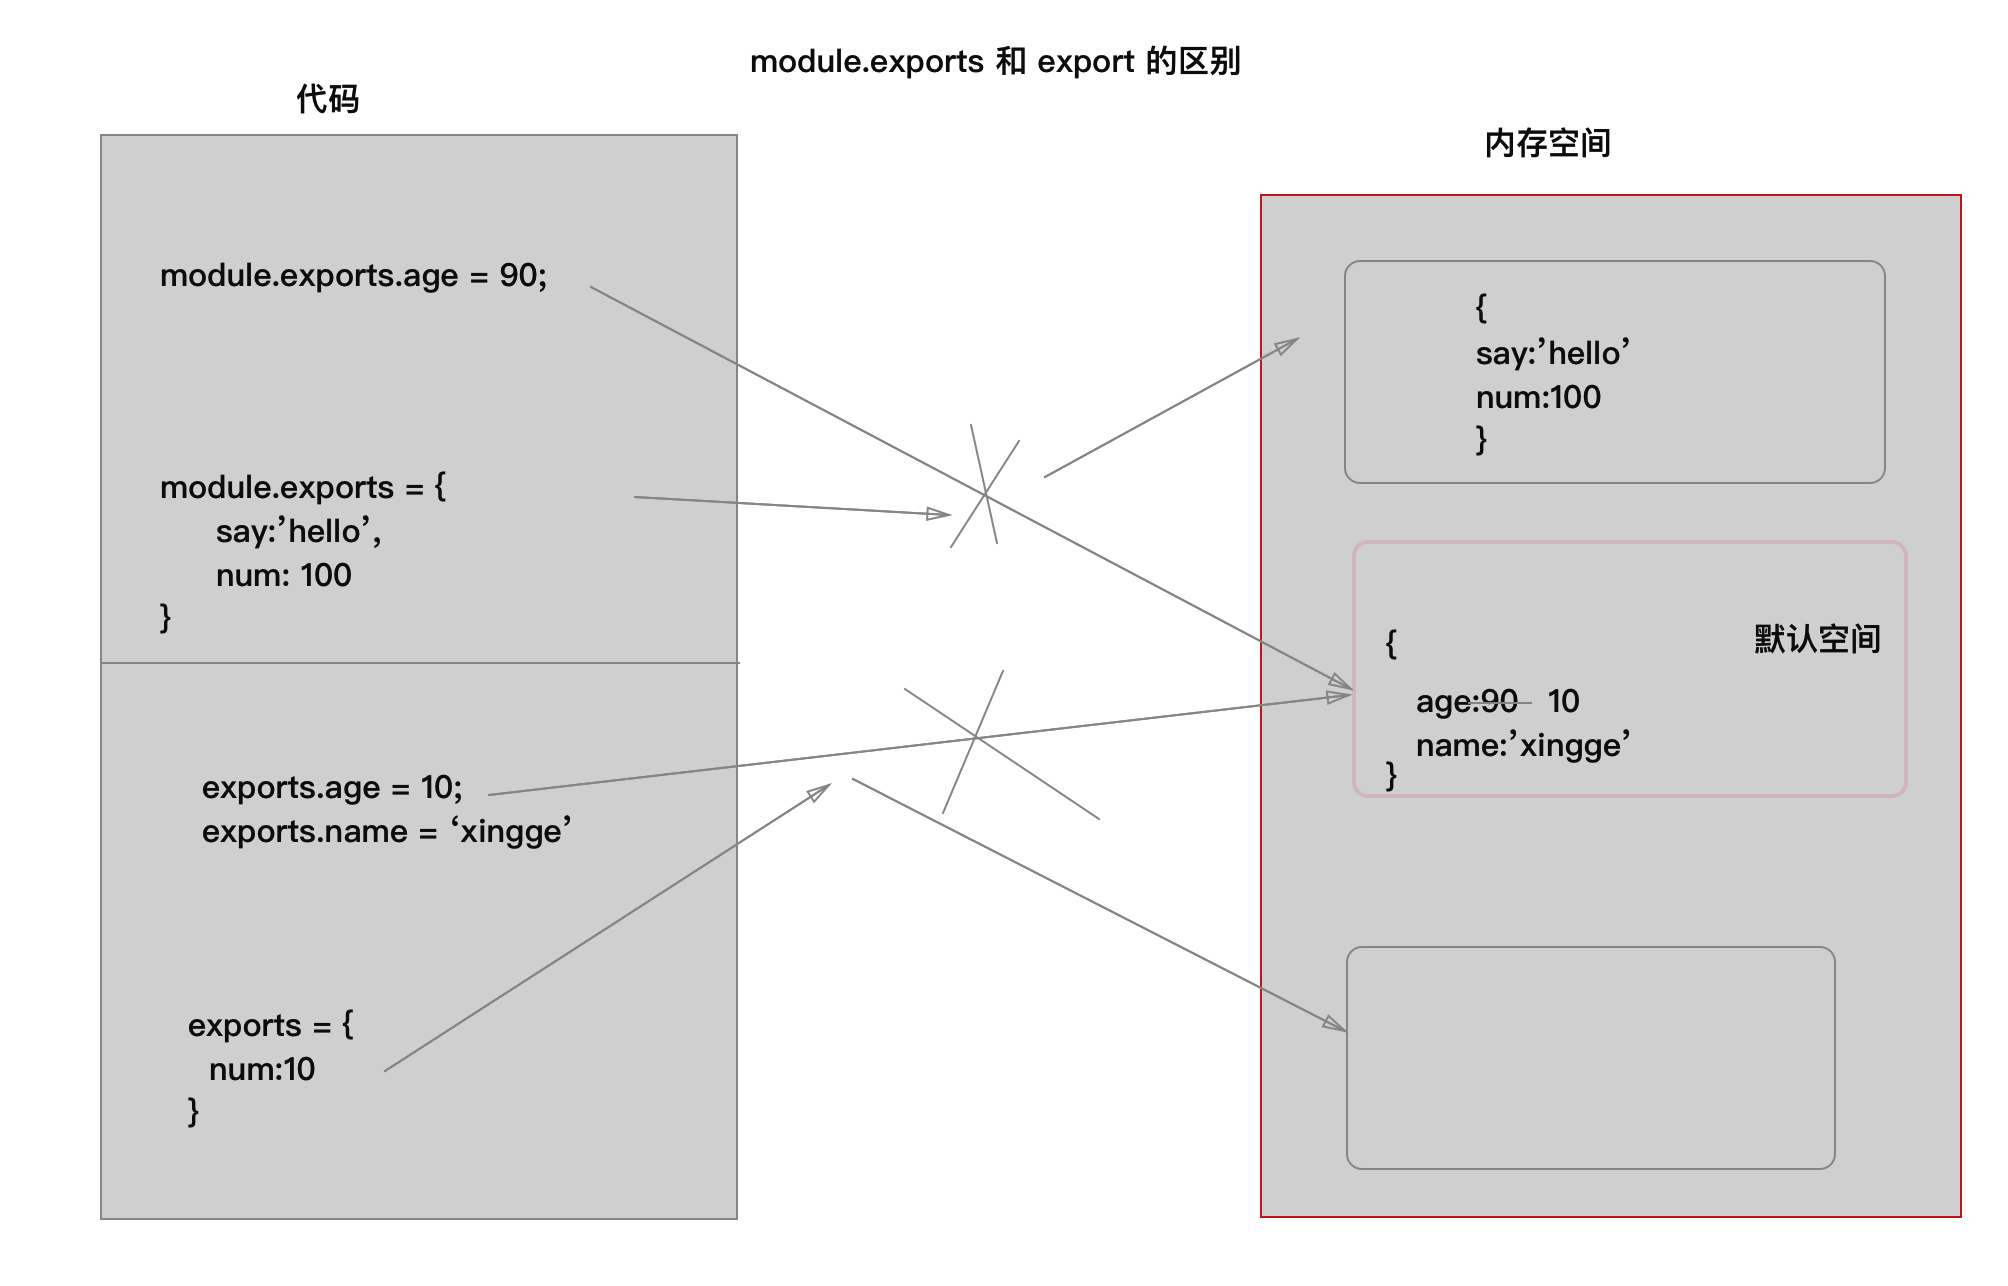 module.exports 和 export 的区别
代码
module.exports.age = 90;
module.exports = {
say:’hello’,
num: 100
}
exports.age = 10;
exports.name = ‘xingge’
exports = {
num:10
}
内存空间
{
say:’hello’
num:100
}
默认空间
{
age:90 10
name:’xingge’
}